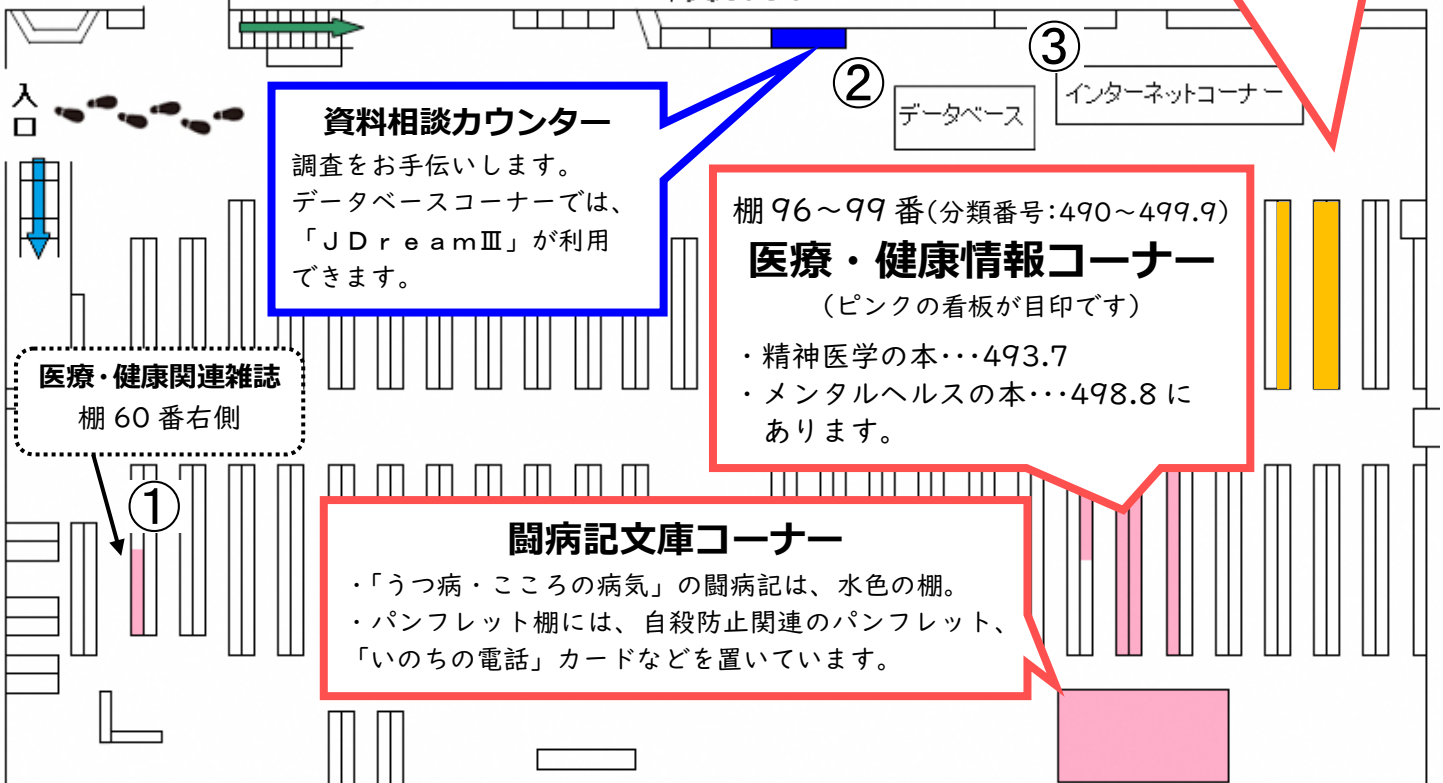 入
口
資料相談カウンター
調査をお手伝いします。
データベースコーナーでは、
「ＪＤｒｅａｍⅢ」が利用
できます。
②
データベース
③
インターネットコーナー
棚96～99番(分類番号:490～499.9)
医療・健康情報コーナー
（ピンクの看板が目印です）
・精神医学の本･･･493.7
・メンタルヘルスの本･･･498.8に
あります。
医療・健康関連雑誌
棚60番右側
①
闘病記文庫コーナー
・「うつ病・こころの病気」の闘病記は、水色の棚。
・パンフレット棚には、自殺防止関連のパンフレット、
「いのちの電話」カードなどを置いています。